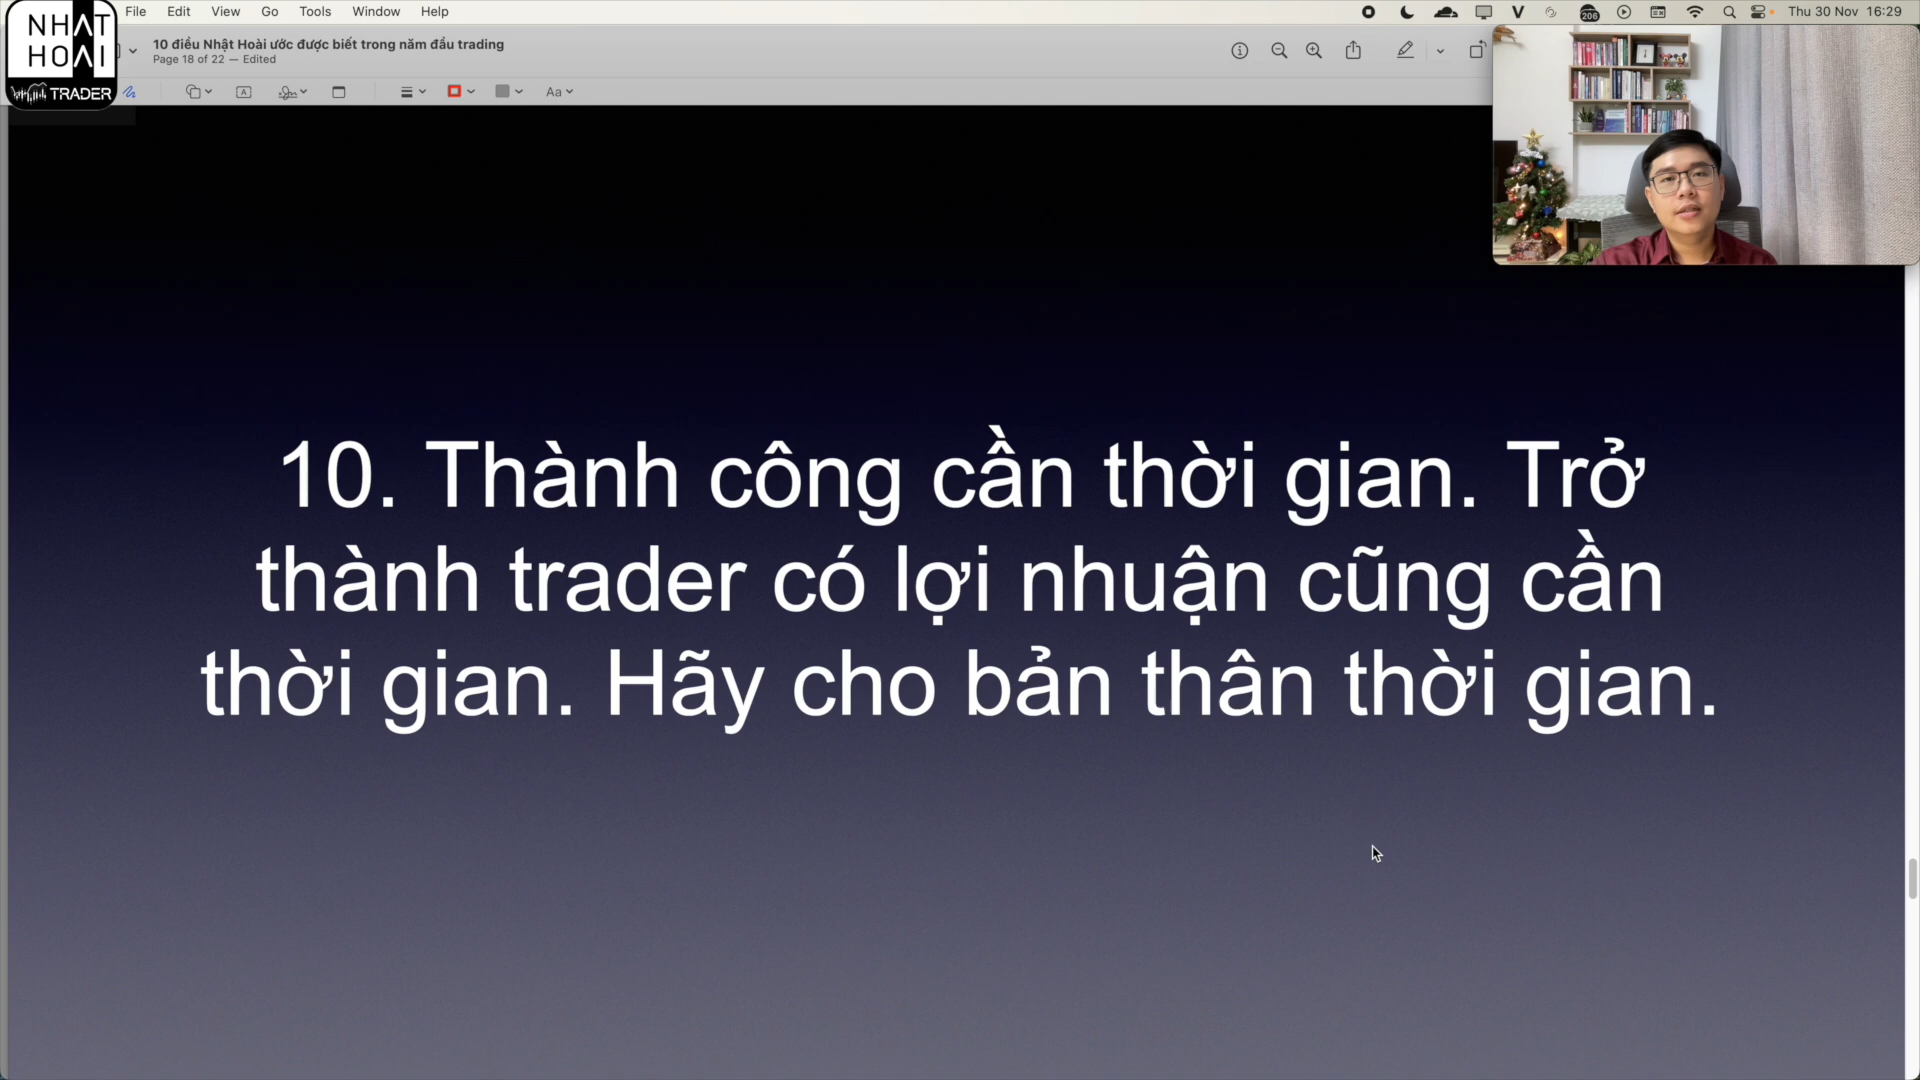 NHAT
HOAI
TRADER
File Edit View Go Tools Window Help
V
206
Thu 30 Nov 16:29
10 điều Nhật Hoài ước được biết trong năm đầu trading
Page 18 of 22 — Edited
A
Aa
10. Thành công cần thời gian. Trở
thành trader có lợi nhuận cũng cần
thời gian. Hãy cho bản thân thời gian.